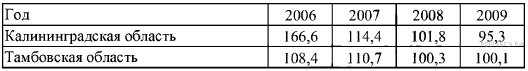 Год 2006 2007 2008 2009
Калининградская область 166,6 114,4 101,8 95,3
Тамбовская область 108,4 110,7 100,3 100,1